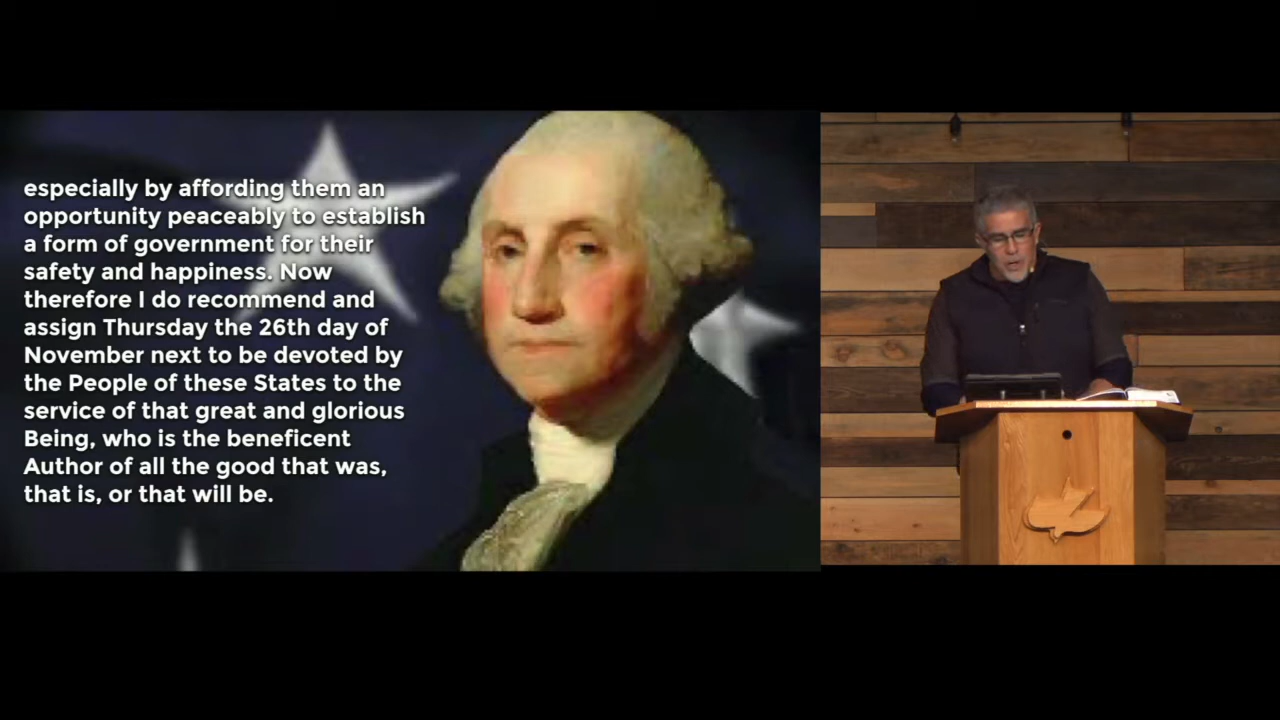 especially by affording them an
opportunity peaceably to establish
a form of government for their
safety and happiness. Now
therefore I do recommend and
assign Thursday the 26th day of
November next to be devoted by
the People of these States to the
service of that great and glorious
Being, who is the beneficent
Author of all the good that was,
that is, or that will be.